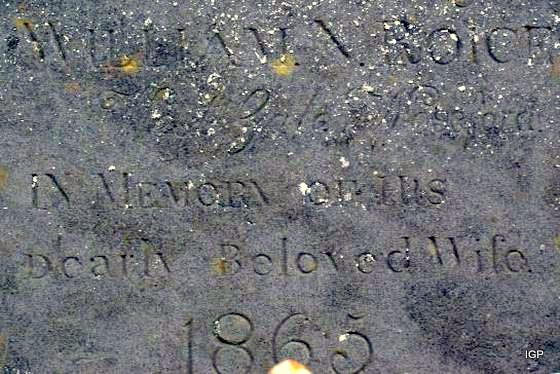 WILLIAM. ROICE
IN MEMORY OF HIS
Dearly Beloved Wife.
1865
IGP